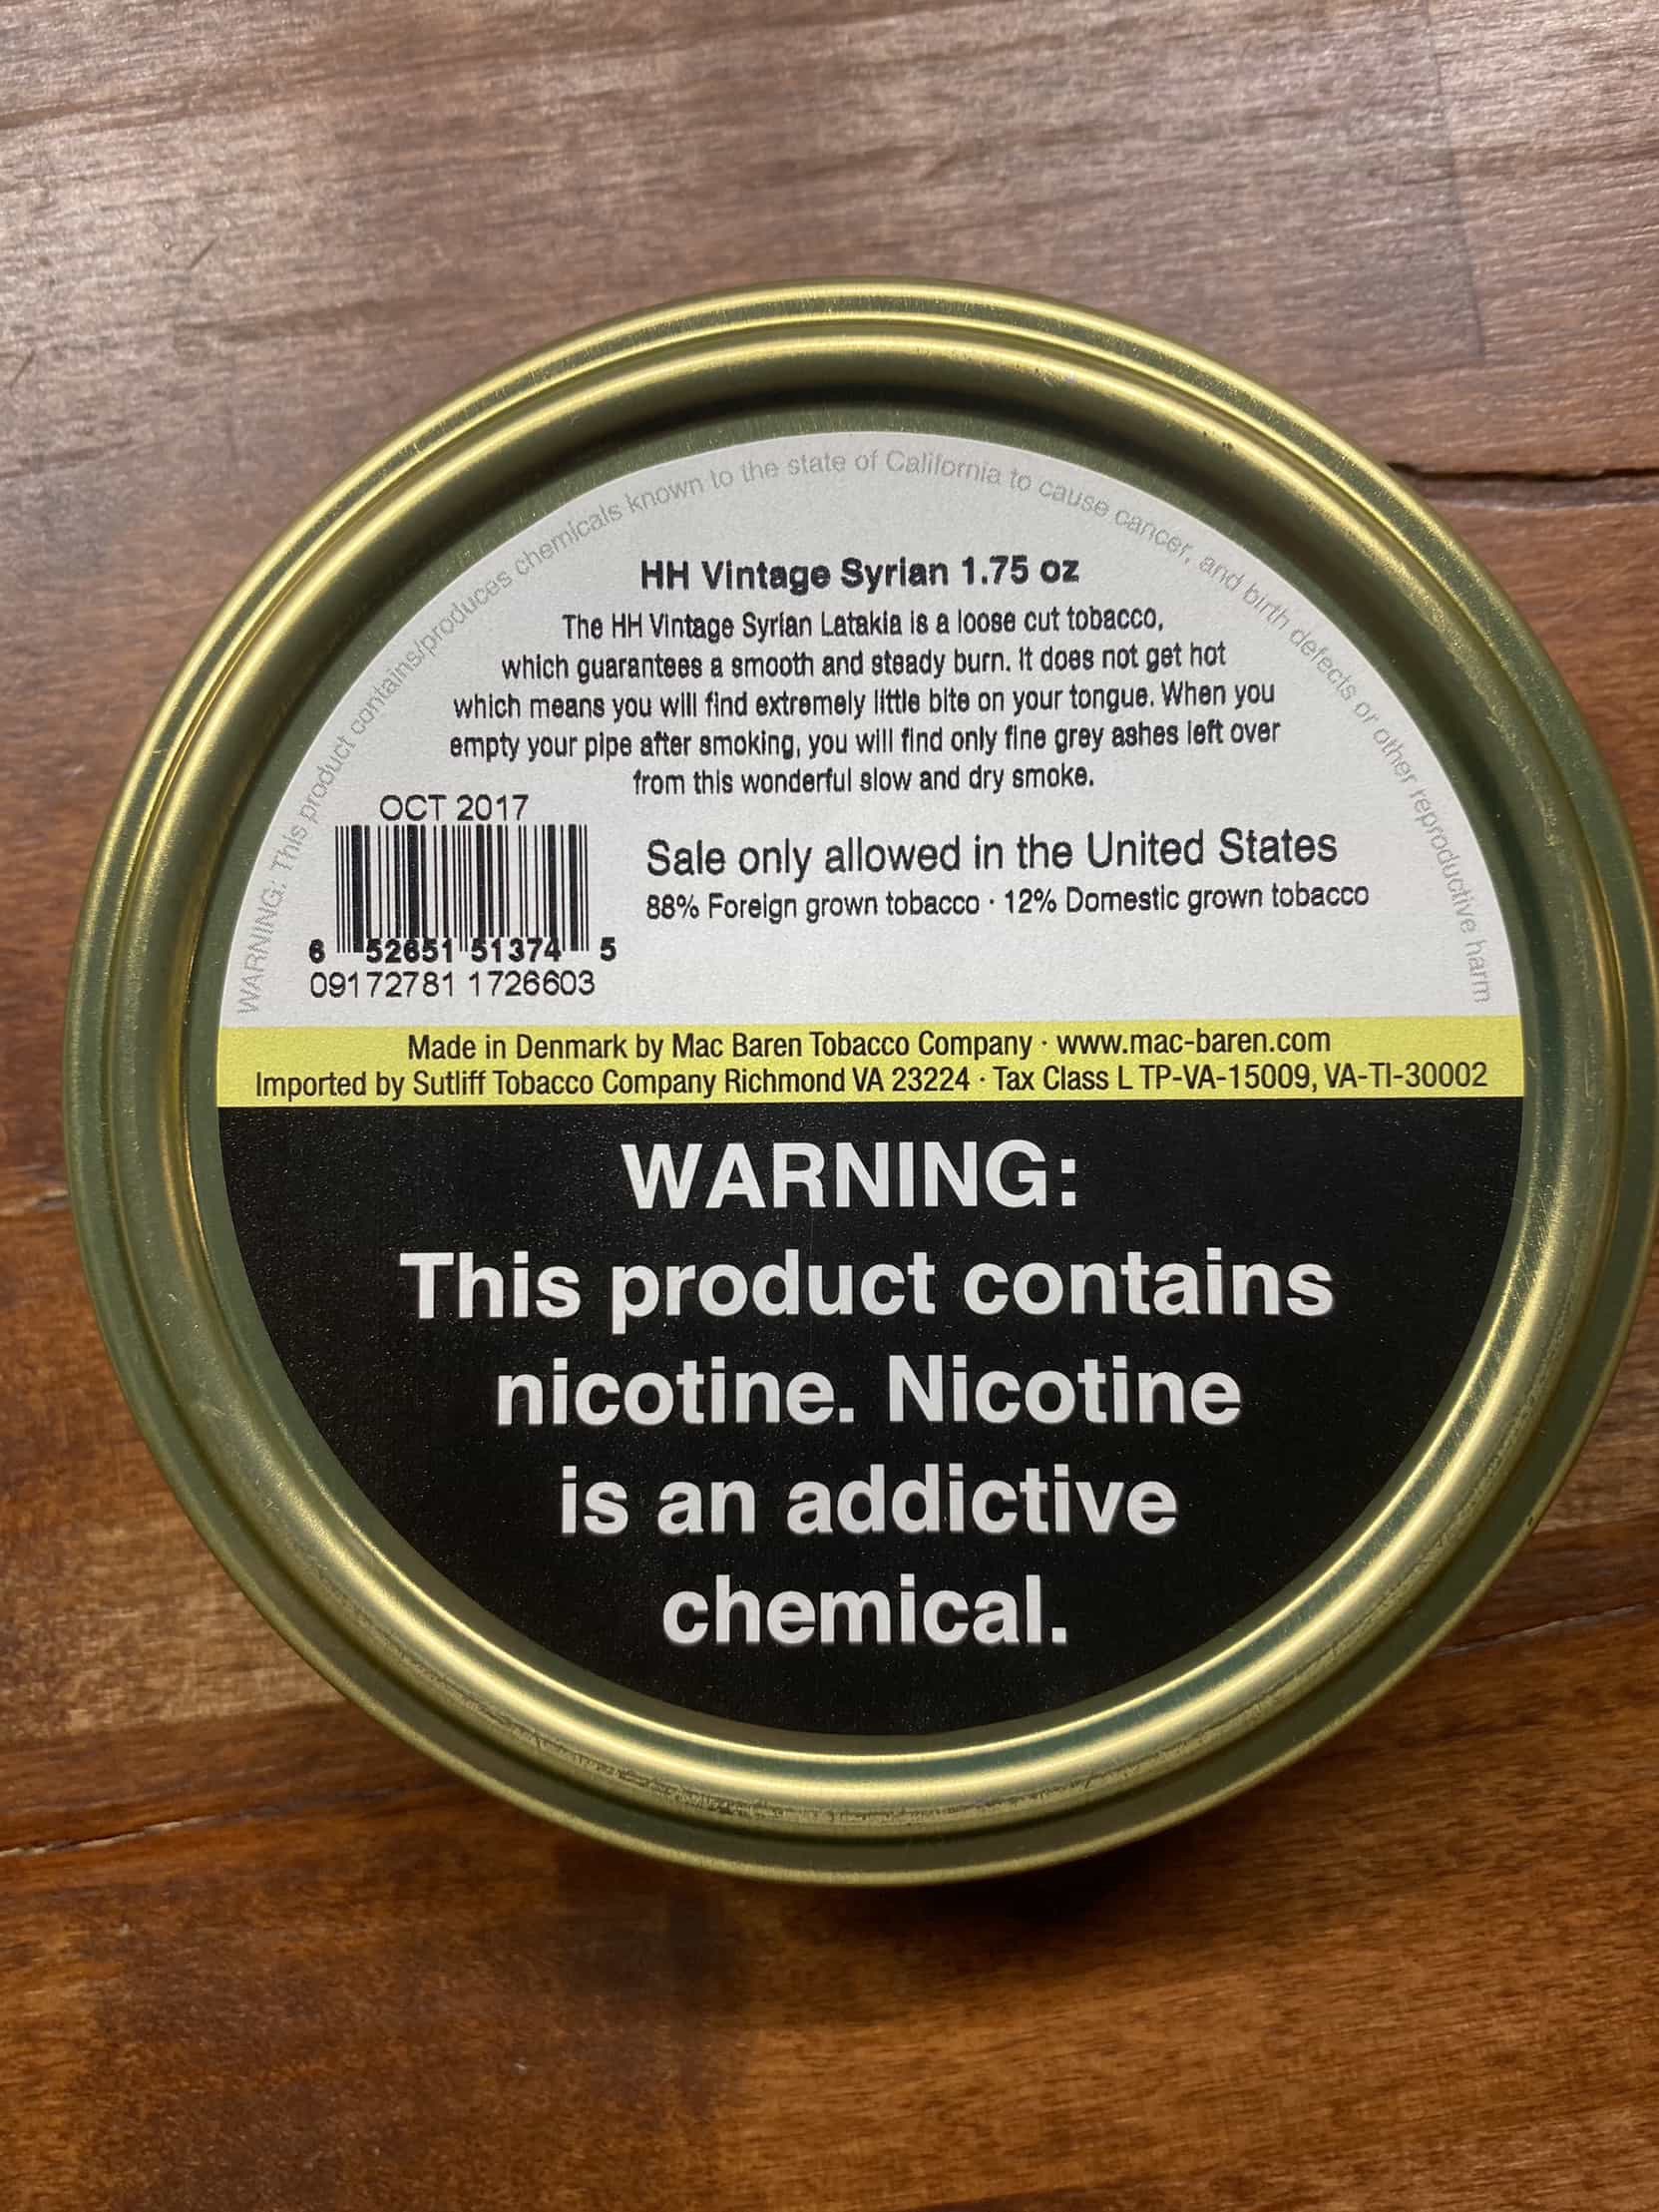 WARNING: This product contains/produces chemicals known to the state of California to cause cancer, and birth defects or other reproductive harm
HH Vintage Syrian 1.75 oz
The HH Vintage Syrian Latakia is a loose cut tobacco,
which guarantees a smooth and steady burn. It does not get hot
which means you will find extremely little bite on your tongue. When you
empty your pipe after smoking, you will find only fine grey ashes left over
from this wonderful slow and dry smoke.
OCT 2017
6 52651 51374 5
09172781 1726603
Sale only allowed in the United States
88% Foreign grown tobacco · 12% Domestic grown tobacco
Made in Denmark by Mac Baren Tobacco Company · www.mac-baren.com
Imported by Sutliff Tobacco Company Richmond VA 23224 · Tax Class L TP-VA-15009, VA-TI-30002
WARNING:
This product contains
nicotine. Nicotine
is an addictive
chemical.